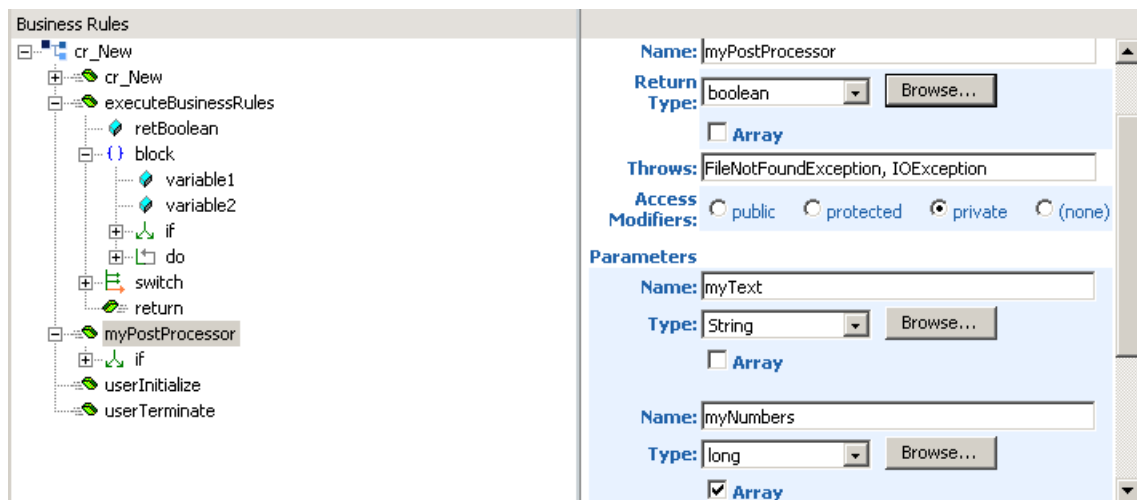 Business Rules
cr_New
cr_New
executeBusinessRules
retBoolean
{ } block
variable1
variable2
if
do
switch
return
myPostProcessor
if
userInitialize
userTerminate
Name: myPostProcessor
Return Type: boolean Browse...
Array
Throws: FileNotFoundException, IOException
Access Modifiers: public protected private (none)
Parameters
Name: myText
Type: String Browse...
Array
Name: myNumbers
Type: long Browse...
Array